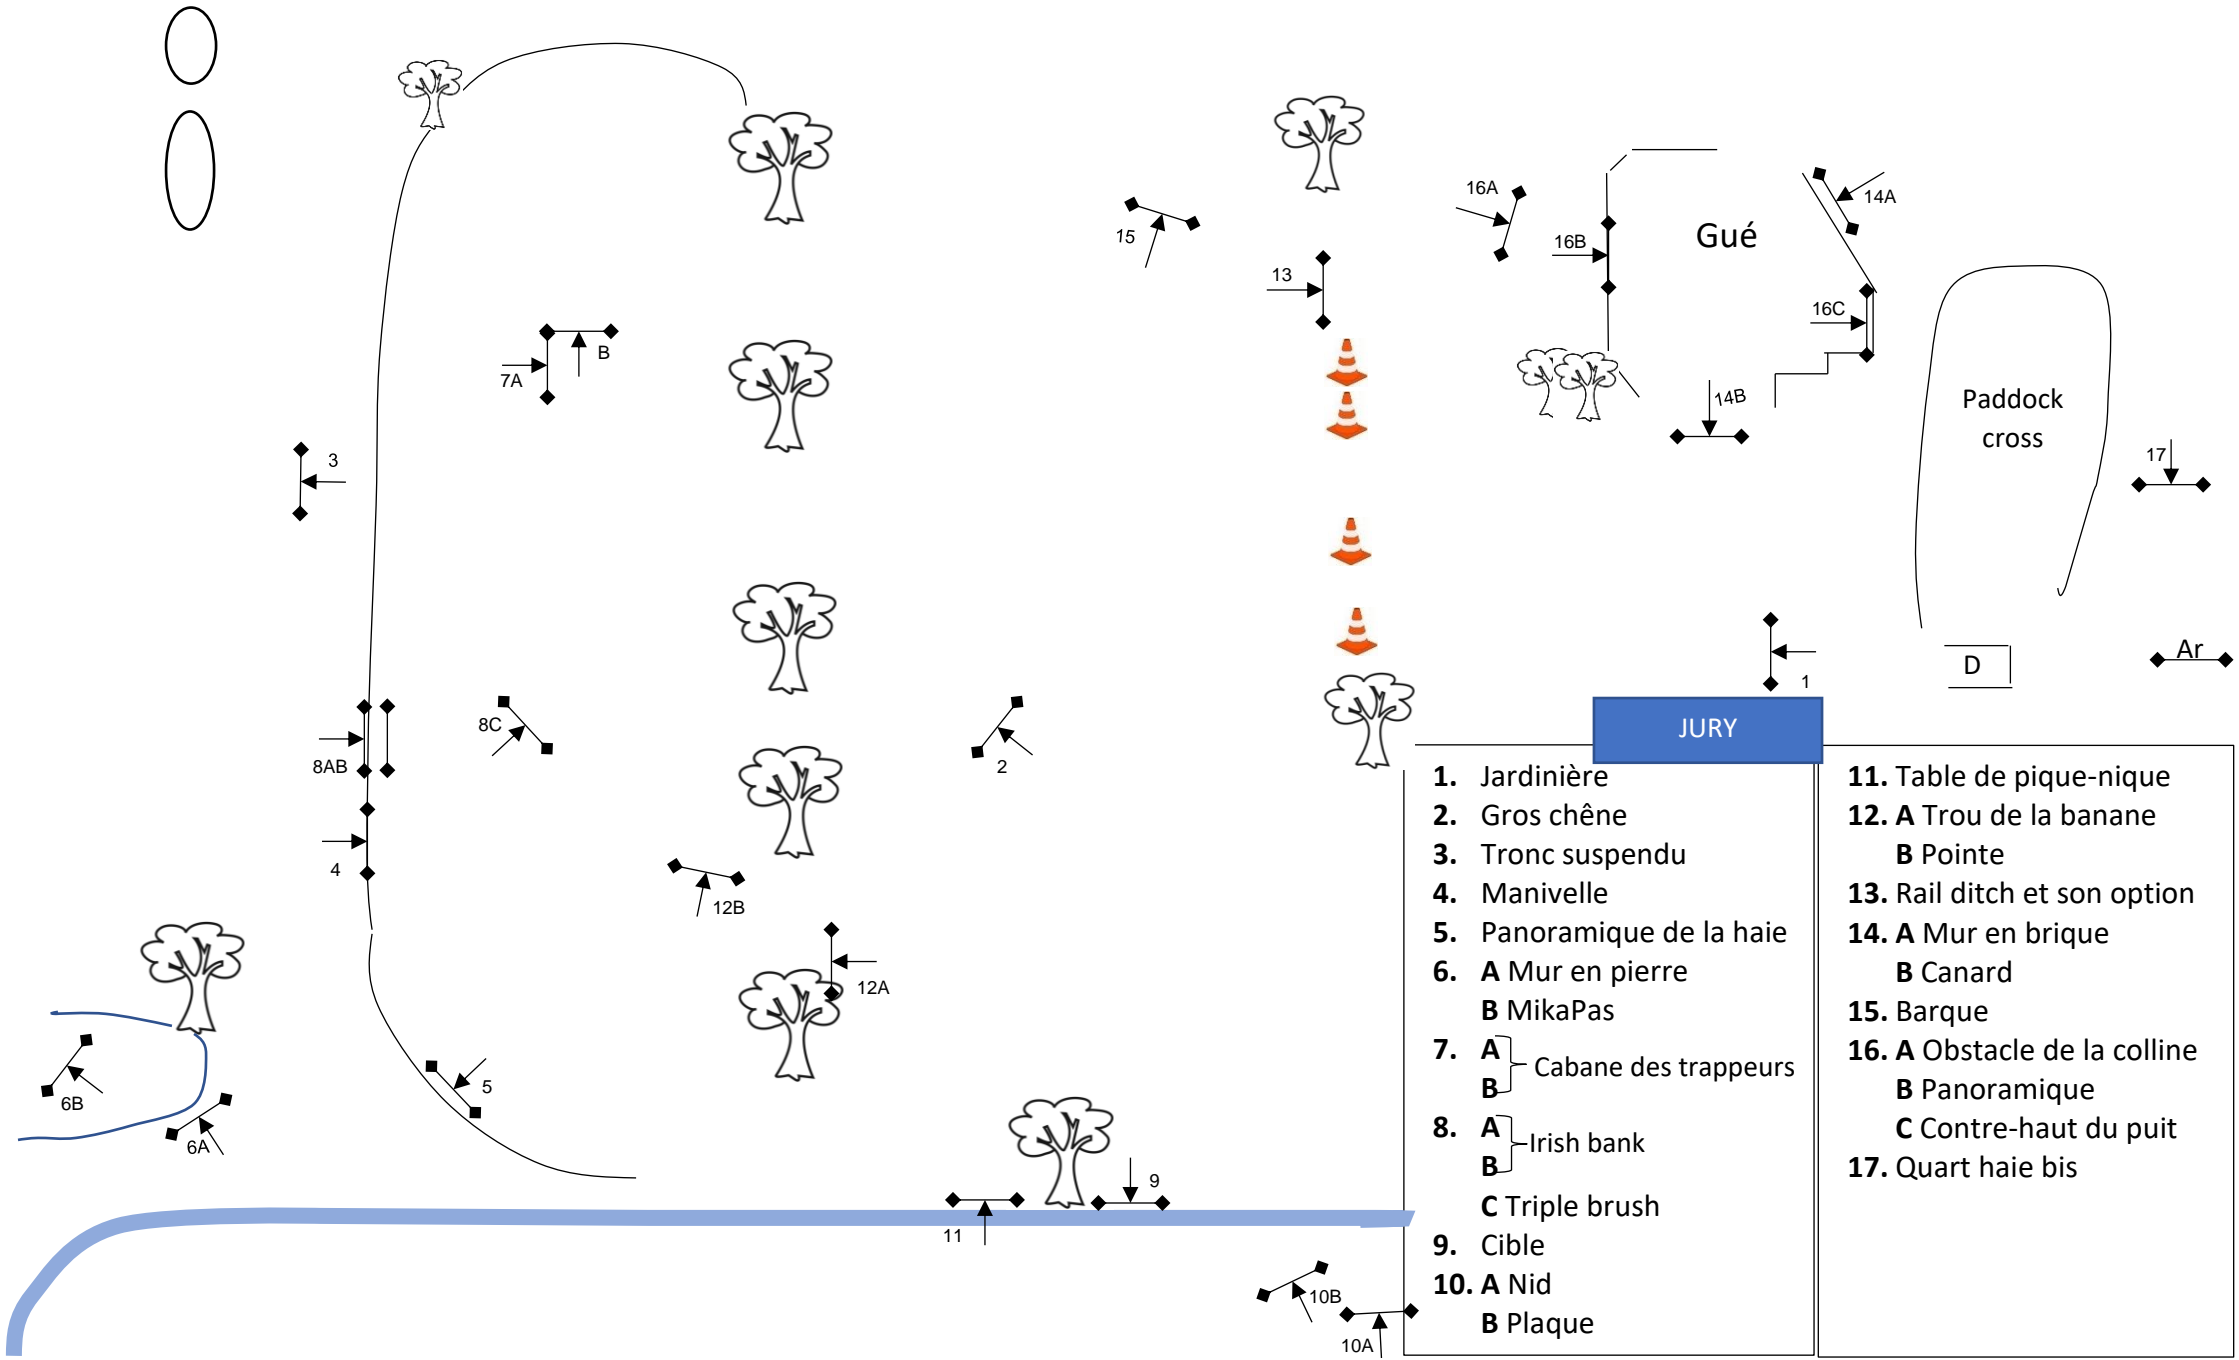 16A
14A
15
16B
Gué
13
16C
B
7A
14B
Paddock
cross
3
17
Ar
D
1
8C
JURY
8AB
2
4
12B
12A
5
6B
6A
9
11
10B
10A
1. Jardinière
2. Gros chêne
3. Tronc suspendu
4. Manivelle
5. Panoramique de la haie
6. A Mur en pierre
B MikaPas
7. A
Cabane des trappeurs
B
8. A
Irish bank
B
C Triple brush
9. Cible
10. A Nid
B Plaque
11. Table de pique-nique
12. A Trou de la banane
B Pointe
13. Rail ditch et son option
14. A Mur en brique
B Canard
15. Barque
16. A Obstacle de la colline
B Panoramique
C Contre-haut du puit
17. Quart haie bis